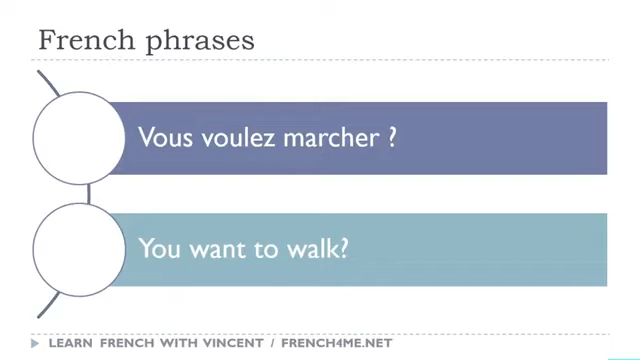 French phrases
Vous voulez marcher ?
You want to walk?
LEARN FRENCH WITH VINCENT / FRENCH4ME.NET